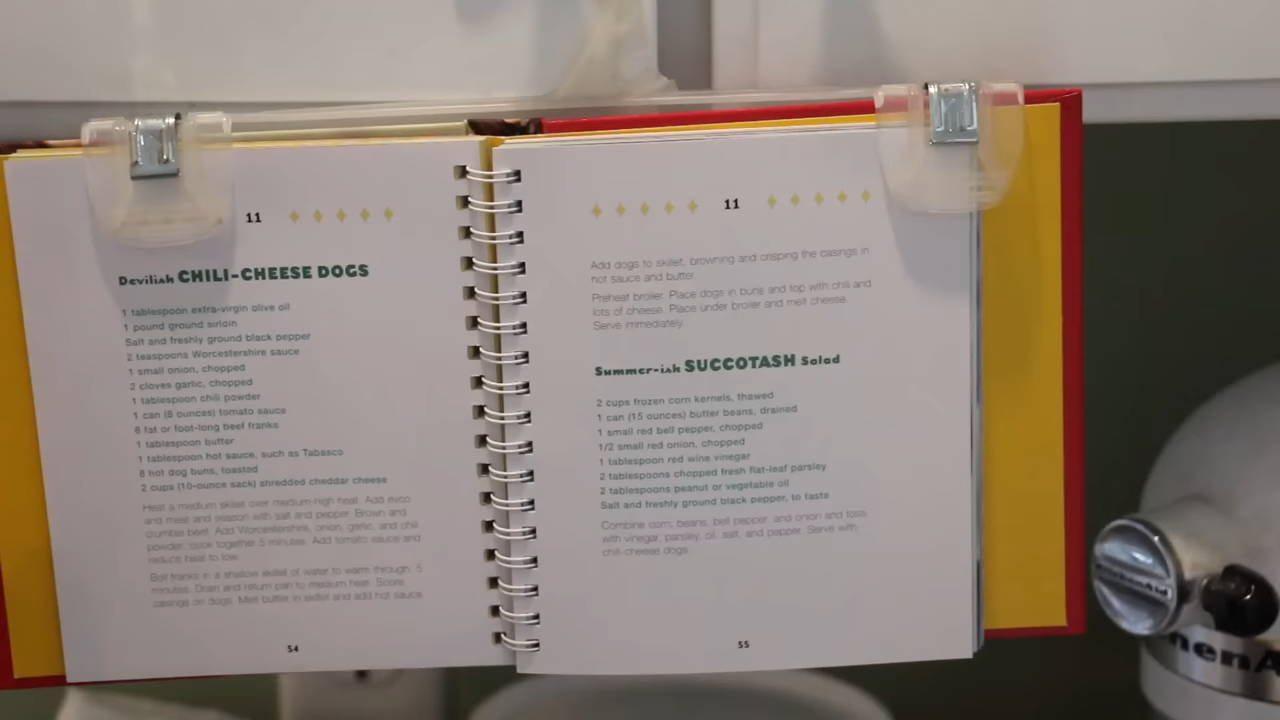 11
Devilish CHILI-CHEESE DOGS
1 tablespoon extra-virgin olive oil
1 pound ground sirloin
Salt and freshly ground black pepper
2 teaspoons Worcestershire sauce
1 small onion, chopped
2 cloves garlic, chopped
1 tablespoon chili powder
1 can (8 ounces) tomato sauce
8 fat or foot-long beef franks
1 tablespoon butter
1 tablespoon hot sauce, such as Tabasco
8 hot dog buns, toasted
2 cups (10-ounce sack) shredded cheddar cheese
Heat a medium skillet over medium-high heat. Add evoo
and meat and season with salt and pepper. Brown and
crumble beef. Add Worcestershire, onion, garlic, and chili
powder, cook together 5 minutes. Add tomato sauce and
reduce heat to low.
Boil franks in a shallow skillet of water to warm through, 5
minutes. Drain and return pan to medium heat. Score
casings on dogs. Melt butter in skillet and add hot sauce.
54
11
Add dogs to skillet, browning and crisping the casings in
hot sauce and butter.
Preheat broiler. Place dogs in buns and top with chili and
lots of cheese. Place under broiler and melt cheese.
Serve immediately.
Summer-ish SUCCOTASH Salad
2 cups frozen corn kernels, thawed
1 can (15 ounces) butter beans, drained
1 small red bell pepper, chopped
1/2 small red onion, chopped
1 tablespoon red wine vinegar
2 tablespoons chopped fresh flat-leaf parsley
2 tablespoons peanut or vegetable oil
Salt and freshly ground black pepper, to taste
Combine corn, beans, bell pepper, and onion and toss
with vinegar, parsley, oil, salt, and pepper. Serve with
chili-cheese dogs.
55
KitchenAid
henA